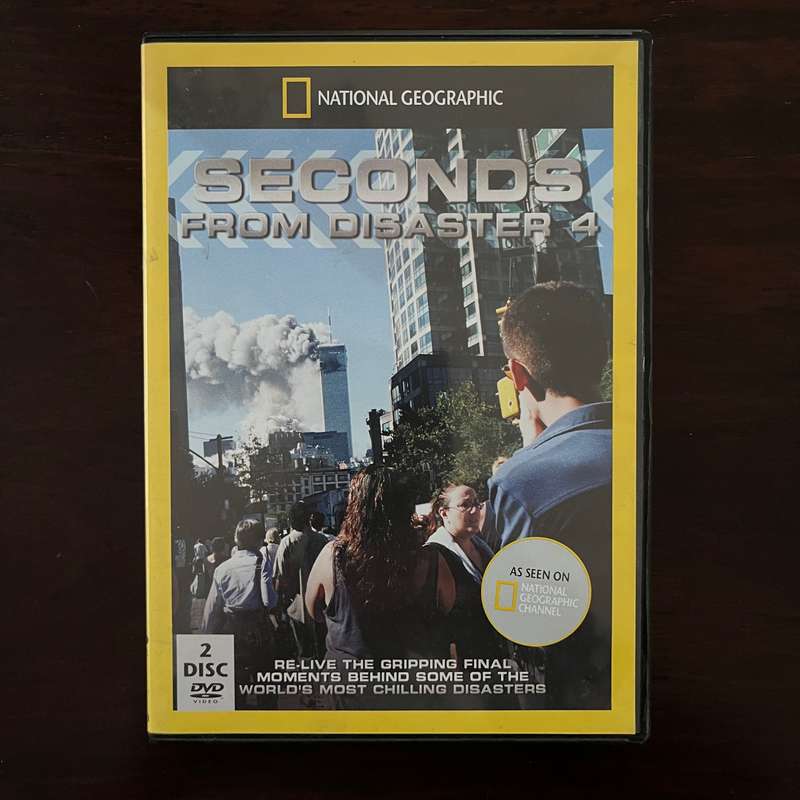 NATIONAL GEOGRAPHIC
SECONDS
FROM DISASTER 4
AS SEEN ON
NATIONAL
GEOGRAPHIC
CHANNEL
2
DISC
DVD
VIDEO
RE-LIVE THE GRIPPING FINAL
MOMENTS BEHIND SOME OF THE
WORLD'S MOST CHILLING DISASTERS